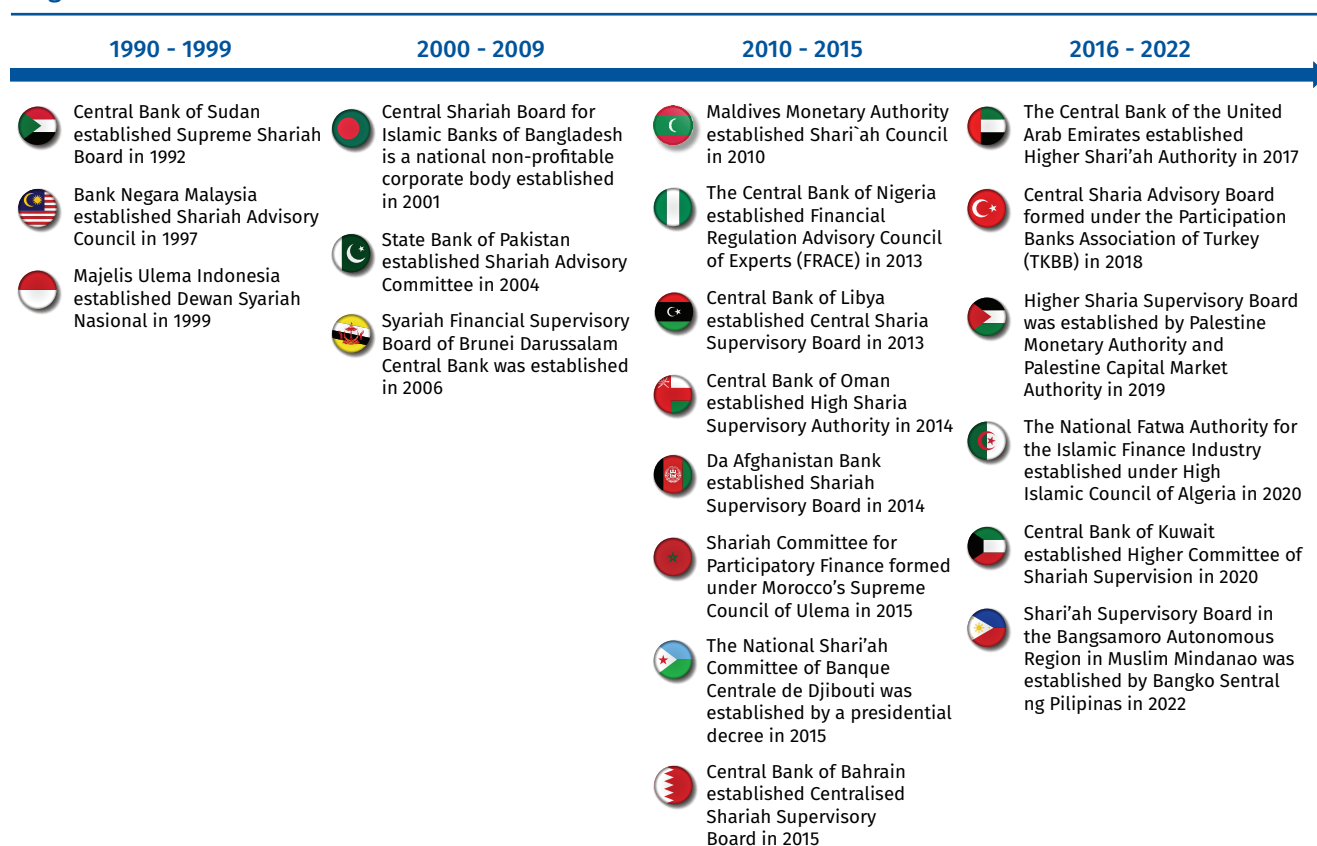 1990 - 1999
Central Bank of Sudan
established Supreme Shariah
Board in 1992
Bank Negara Malaysia
established Shariah Advisory
Council in 1997
Majelis Ulema Indonesia
established Dewan Syariah
Nasional in 1999
2000 - 2009
Central Shariah Board for
Islamic Banks of Bangladesh
is a national non-profitable
corporate body established
in 2001
State Bank of Pakistan
established Shariah Advisory
Committee in 2004
Syariah Financial Supervisory
Board of Brunei Darussalam
Central Bank was established
in 2006
2010 - 2015
Maldives Monetary Authority
established Shari`ah Council
in 2010
The Central Bank of Nigeria
established Financial
Regulation Advisory Council
of Experts (FRACE) in 2013
Central Bank of Libya
established Central Sharia
Supervisory Board in 2013
Central Bank of Oman
established High Sharia
Supervisory Authority in 2014
Da Afghanistan Bank
established Shariah
Supervisory Board in 2014
Shariah Committee for
Participatory Finance formed
under Morocco’s Supreme
Council of Ulema in 2015
The National Shari’ah
Committee of Banque
Centrale de Djibouti was
established by a presidential
decree in 2015
Central Bank of Bahrain
established Centralised
Shariah Supervisory
Board in 2015
2016 - 2022
The Central Bank of the United
Arab Emirates established
Higher Shari’ah Authority in 2017
Central Sharia Advisory Board
formed under the Participation
Banks Association of Turkey
(TKBB) in 2018
Higher Sharia Supervisory Board
was established by Palestine
Monetary Authority and
Palestine Capital Market
Authority in 2019
The National Fatwa Authority for
the Islamic Finance Industry
established under High
Islamic Council of Algeria in 2020
Central Bank of Kuwait
established Higher Committee of
Shariah Supervision in 2020
Shari’ah Supervisory Board in
the Bangsamoro Autonomous
Region in Muslim Mindanao was
established by Bangko Sentral
ng Pilipinas in 2022